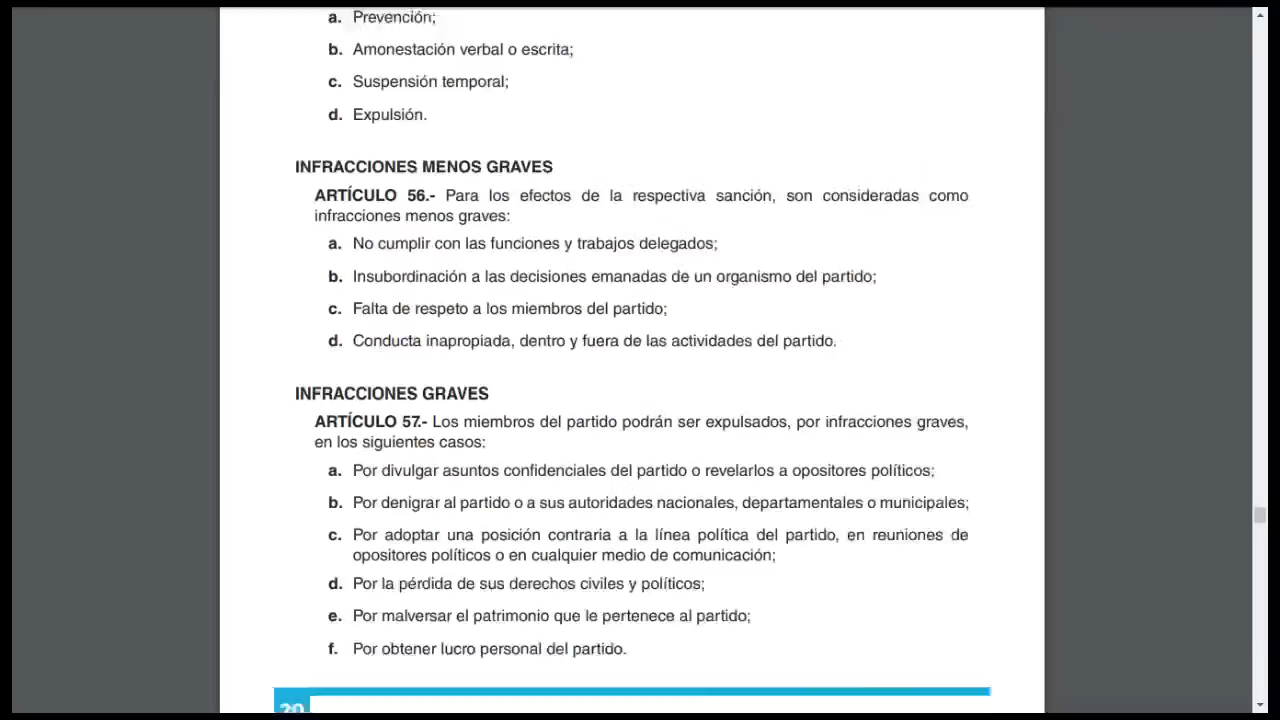 a. Prevención;
b. Amonestación verbal o escrita;
c. Suspensión temporal;
d. Expulsión.
INFRACCIONES MENOS GRAVES
ARTÍCULO 56.- Para los efectos de la respectiva sanción, son consideradas como
infracciones menos graves:
a. No cumplir con las funciones y trabajos delegados;
b. Insubordinación a las decisiones emanadas de un organismo del partido;
c. Falta de respeto a los miembros del partido;
d. Conducta inapropiada, dentro y fuera de las actividades del partido.
INFRACCIONES GRAVES
ARTÍCULO 57.- Los miembros del partido podrán ser expulsados, por infracciones graves,
en los siguientes casos:
a. Por divulgar asuntos confidenciales del partido o revelarlos a opositores políticos;
b. Por denigrar al partido o a sus autoridades nacionales, departamentales o municipales;
c. Por adoptar una posición contraria a la línea política del partido, en reuniones de
opositores políticos o en cualquier medio de comunicación;
d. Por la pérdida de sus derechos civiles y políticos;
e. Por malversar el patrimonio que le pertenece al partido;
f. Por obtener lucro personal del partido.
20